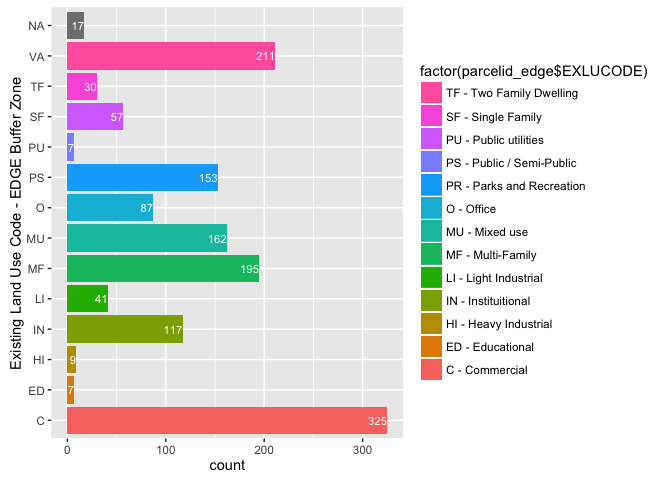 Existing Land Use Code - EDGE Buffer Zone
NA 17
VA 211
TF 30
SF 57
PU 7
PS 153
O 87
MU 162
MF 195
LI 41
IN 117
HI 9
ED 7
C 325
0 100 200 300
count
factor(parcelid_edge$EXLUCODE)
TF - Two Family Dwelling
SF - Single Family
PU - Public utilities
PS - Public / Semi-Public
PR - Parks and Recreation
O - Office
MU - Mixed use
MF - Multi-Family
LI - Light Industrial
IN - Instituitional
HI - Heavy Industrial
ED - Educational
C - Commercial